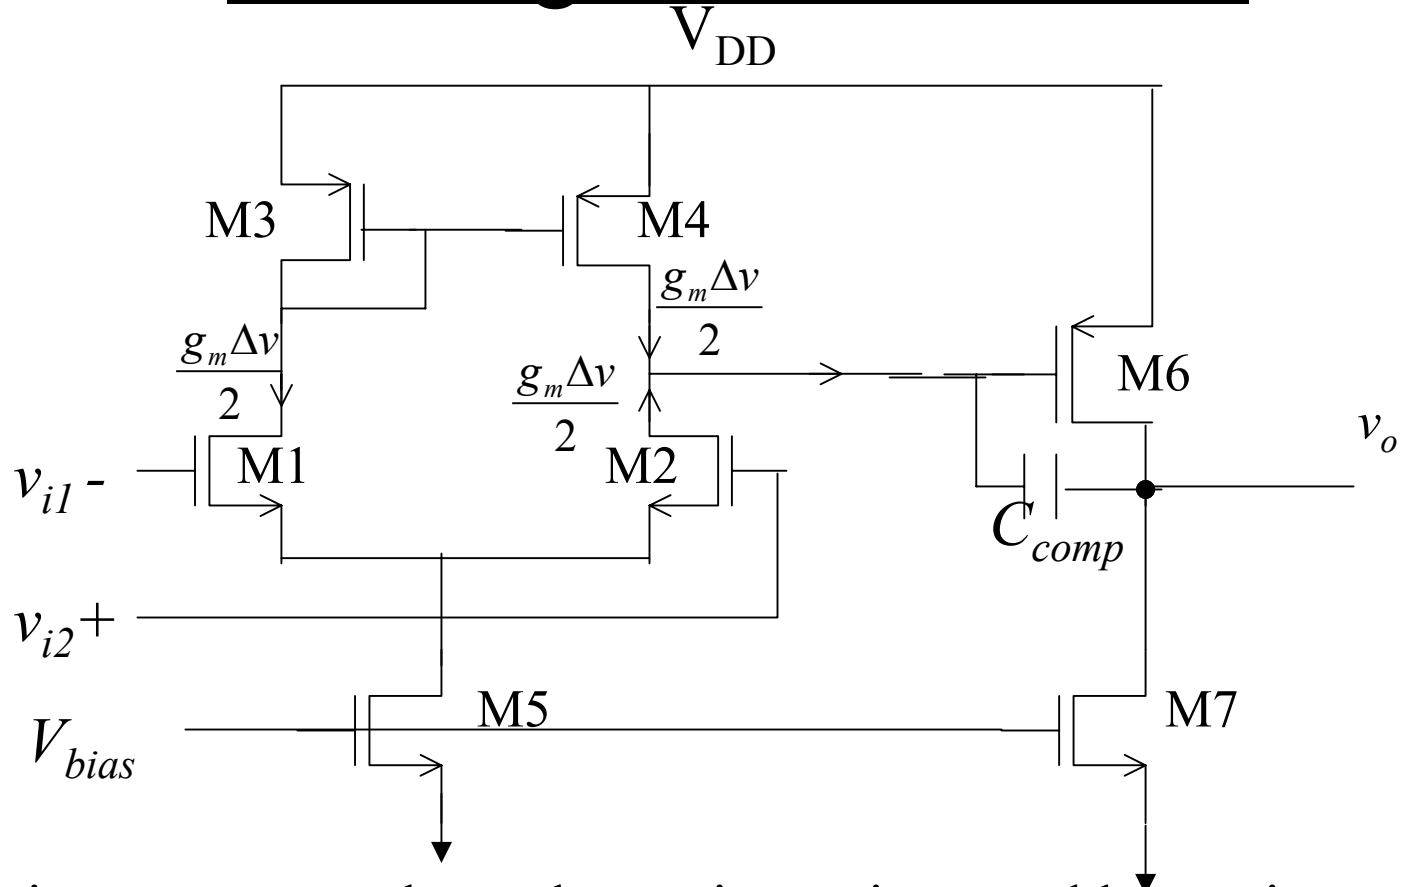 V_DD
M3
M4
g_mΔv
2
g_mΔv
2
g_mΔv
2
M6
v_o
M1
M2
v_i1 -
C_comp
v_i2+
M5
M7
V_bias